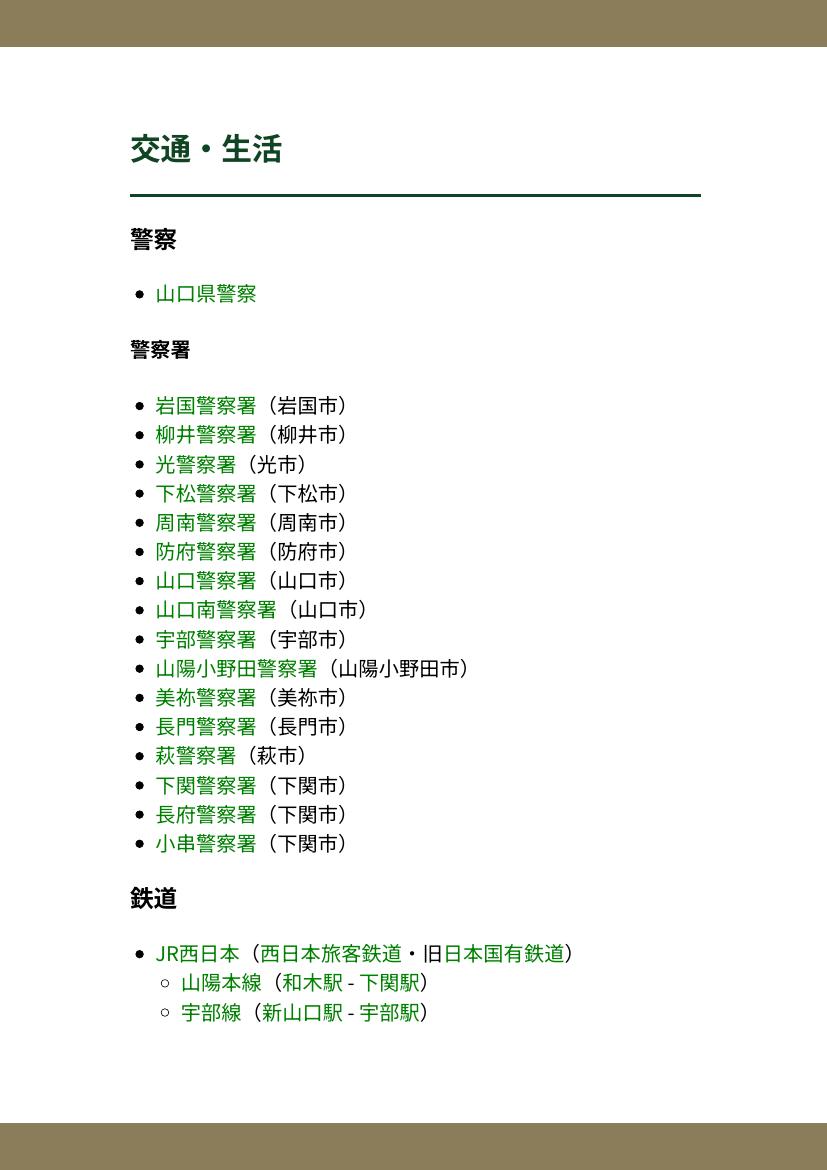 交通・生活
警察
山口県警察
警察署
岩国警察署（岩国市）
柳井警察署（柳井市）
光警察署（光市）
下松警察署（下松市）
周南警察署（周南市）
防府警察署（防府市）
山口警察署（山口市）
山口南警察署（山口市）
宇部警察署（宇部市）
山陽小野田警察署（山陽小野田市）
美祢警察署（美祢市）
長門警察署（長門市）
萩警察署（萩市）
下関警察署（下関市）
長府警察署（下関市）
小串警察署（下関市）
鉄道
JR西日本（西日本旅客鉄道・旧日本国有鉄道）
山陽本線（和木駅 - 下関駅）
宇部線（新山口駅 - 宇部駅）